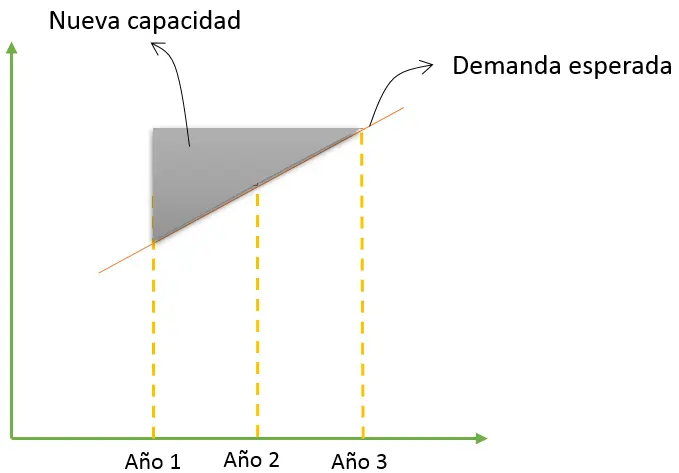 Nueva capacidad
Demanda esperada
Año 1
Año 2
Año 3